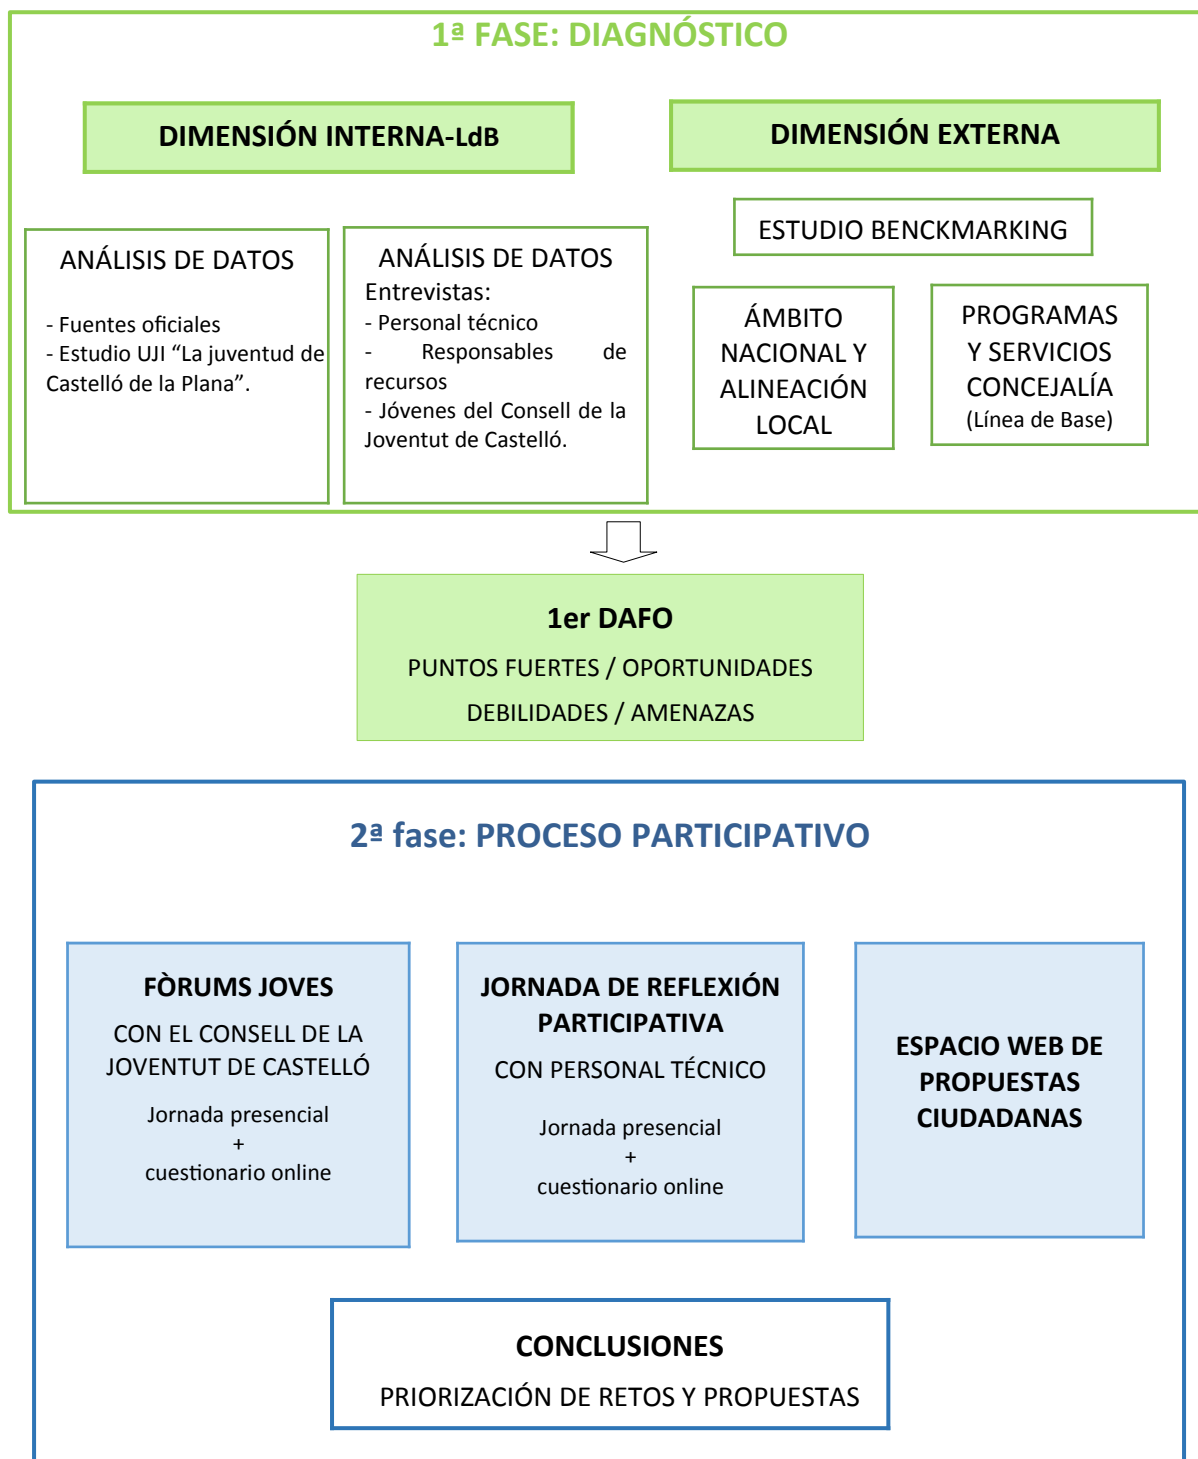 1ª FASE: DIAGNÓSTICO
DIMENSIÓN INTERNA-LdB
DIMENSIÓN EXTERNA
ANÁLISIS DE DATOS
- Fuentes oficiales
- Estudio UJI “La juventud de
Castelló de la Plana”.
ANÁLISIS DE DATOS
Entrevistas:
- Personal técnico
- Responsables de
recursos
- Jóvenes del Consell de la
Joventut de Castelló.
ESTUDIO BENCKMARKING
ÁMBITO
NACIONAL Y
ALINEACIÓN
LOCAL
PROGRAMAS
Y SERVICIOS
CONCEJALÍA
(Línea de Base)
1er DAFO
PUNTOS FUERTES / OPORTUNIDADES
DEBILIDADES / AMENAZAS
2ª fase: PROCESO PARTICIPATIVO
FÒRUMS JOVES
CON EL CONSELL DE LA
JOVENTUT DE CASTELLÓ
Jornada presencial
+
cuestionario online
JORNADA DE REFLEXIÓN
PARTICIPATIVA
CON PERSONAL TÉCNICO
Jornada presencial
+
cuestionario online
ESPACIO WEB DE
PROPUESTAS
CIUDADANAS
CONCLUSIONES
PRIORIZACIÓN DE RETOS Y PROPUESTAS